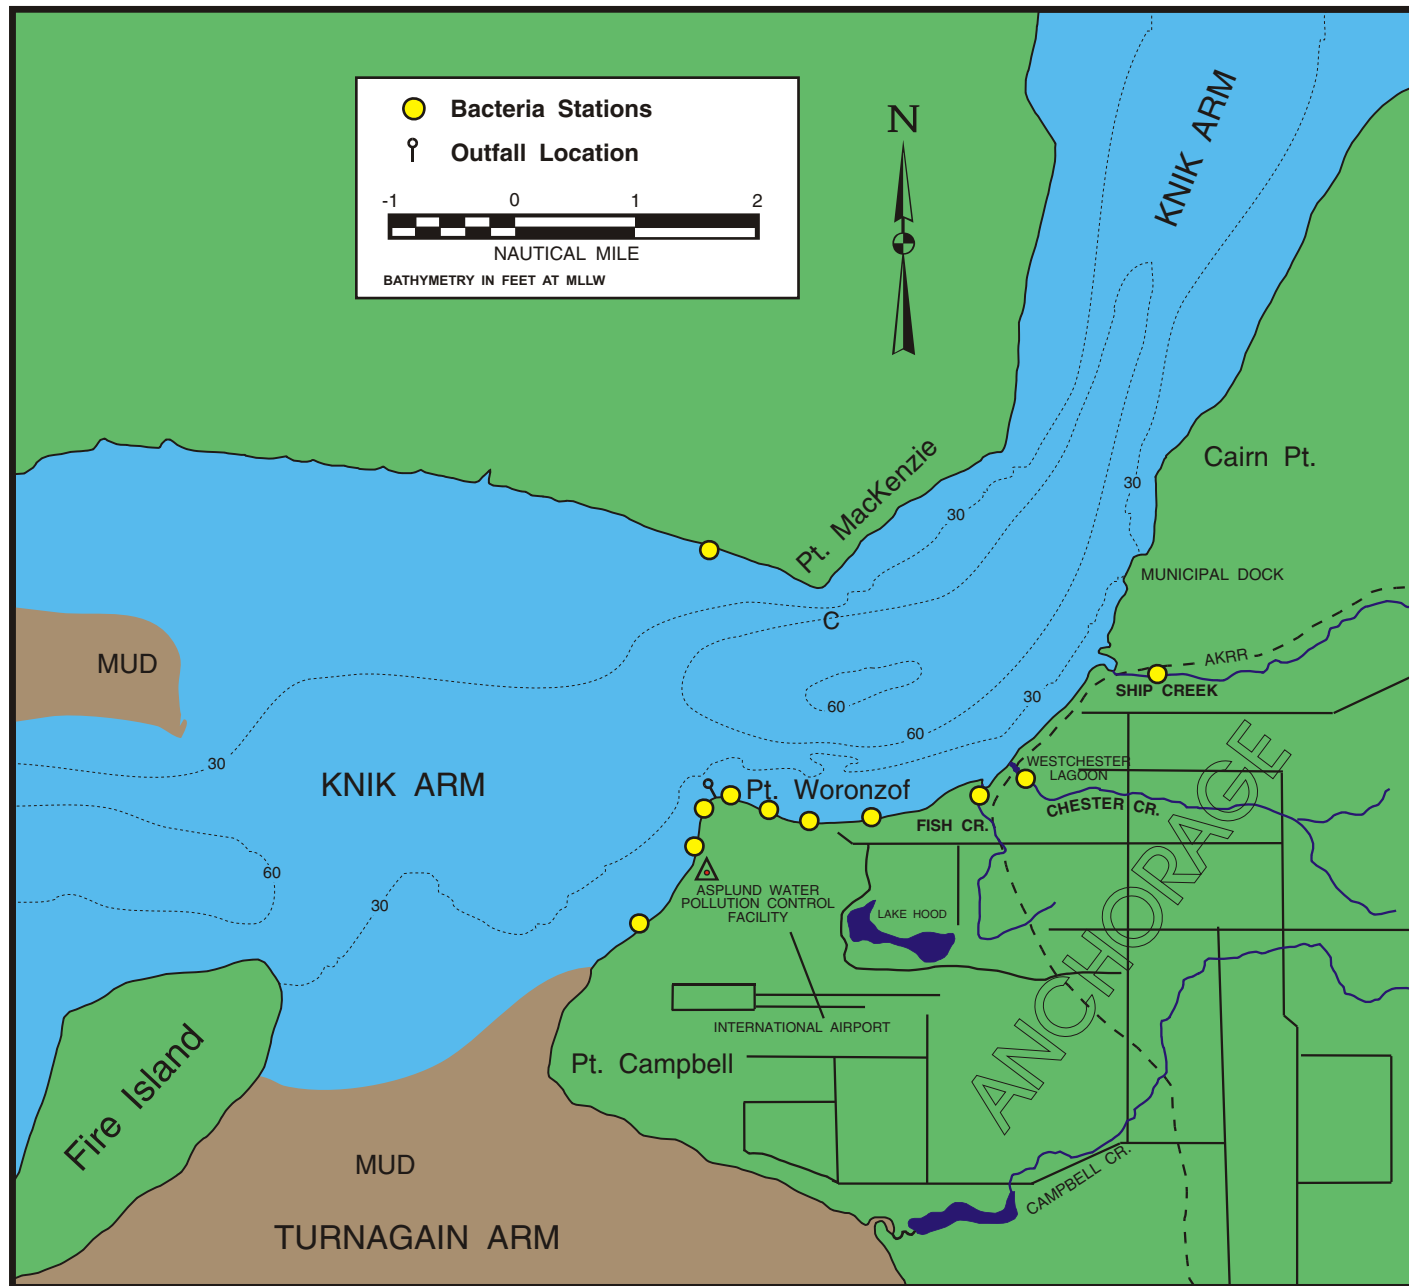 Bacteria Stations
Outfall Location
-1 0 1 2
NAUTICAL MILE
BATHYMETRY IN FEET AT MLLW
N
KNIK ARM
Cairn Pt.
Pt. MacKenzie
30
30
MUNICIPAL DOCK
C
MUD
AKRR
SHIP CREEK
60
30
60
30
KNIK ARM
WESTCHESTER
LAGOON
Pt. Woronzof
CHESTER CR.
FISH CR.
ANCHORAGE
60
30
ASPLUND WATER
POLLUTION CONTROL
FACILITY
LAKE HOOD
INTERNATIONAL AIRPORT
Pt. Campbell
Fire Island
MUD
CAMPBELL CR.
TURNAGAIN ARM